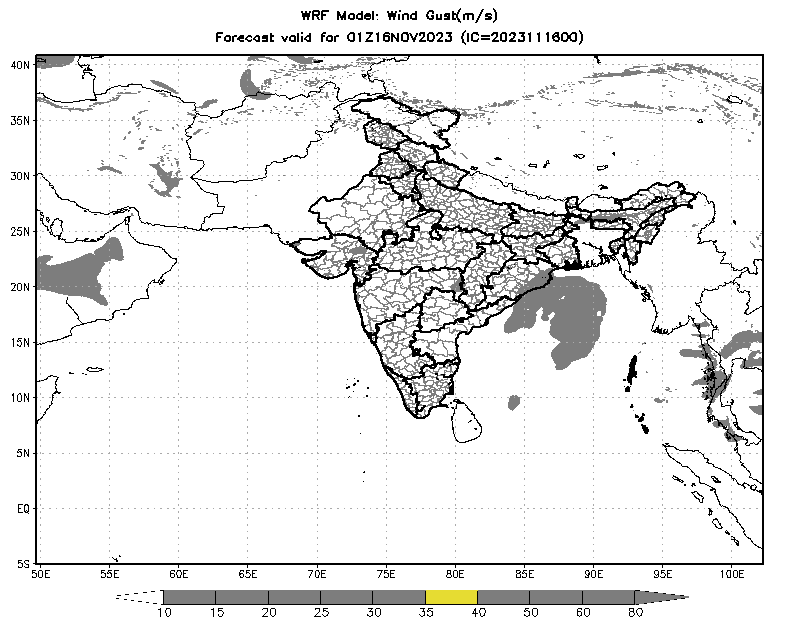 WRF Model: Wind Gust(m/s)
Forecast valid for 01Z16NOV2023 (IC=2023111600)
40N
35N
30N
25N
20N
15N
10N
5N
EQ
5S
50E 55E 60E 65E 70E 75E 80E 85E 90E 95E 100E
10 15 20 25 30 35 40 50 60 80